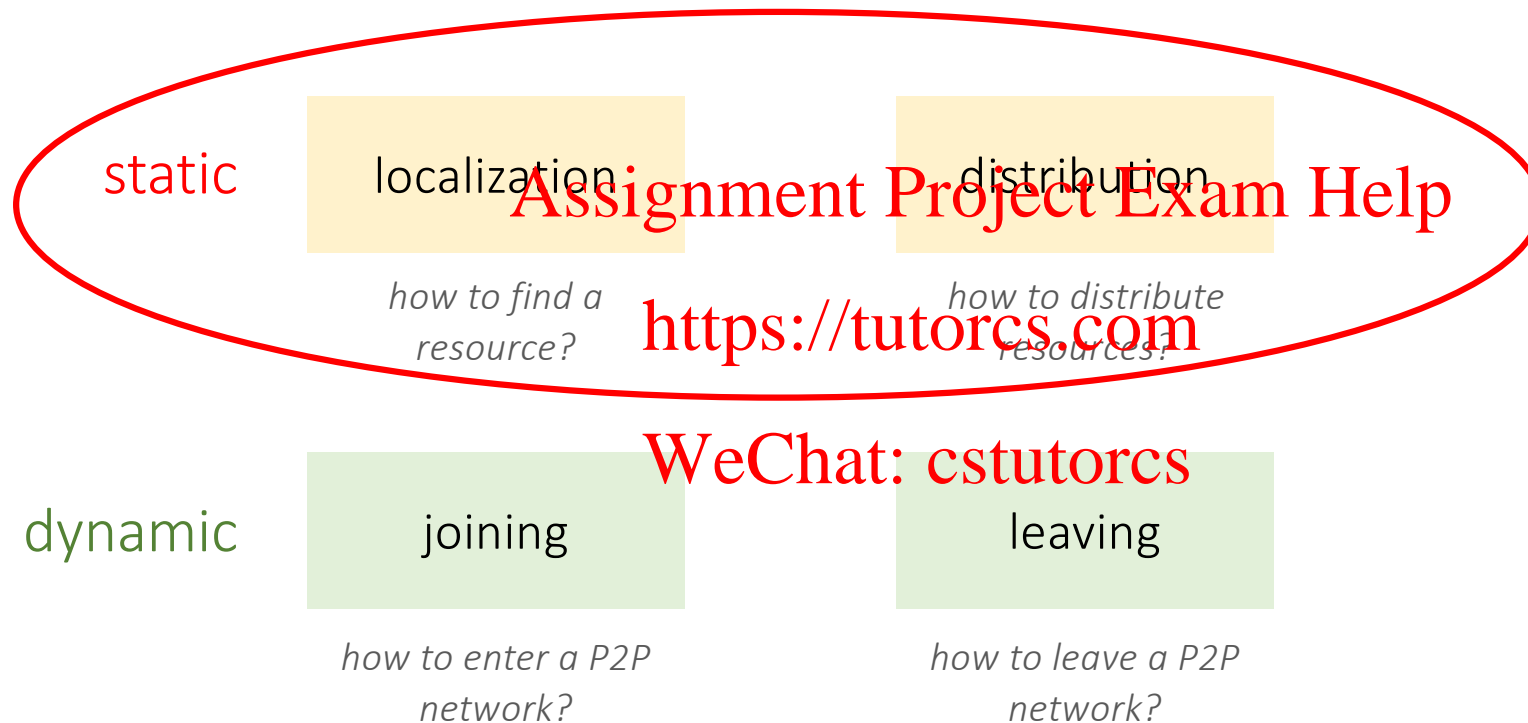 static
localization
distribution
Assignment Project Exam Help
how to find a
resource?
how to distribute
resources?
https://tutorcs.com
WeChat: cstutorcs
dynamic
joining
leaving
how to enter a P2P
network?
how to leave a P2P
network?